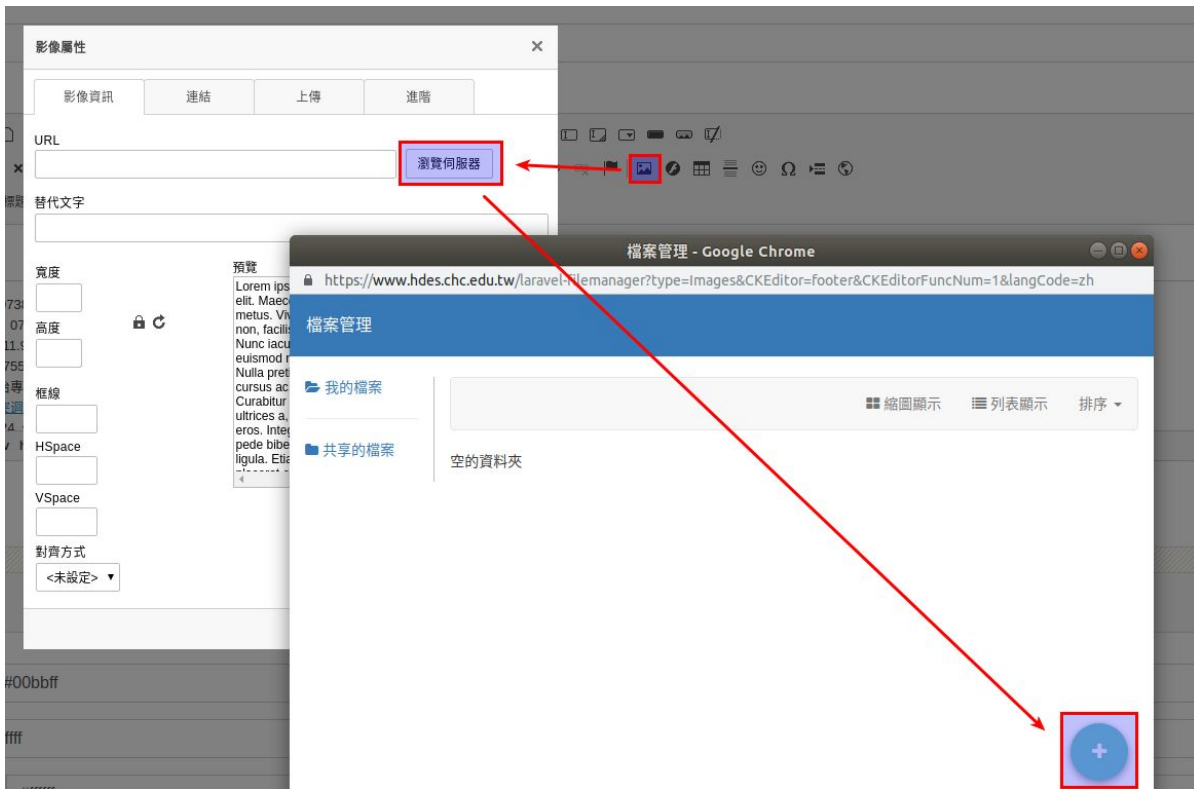 影像屬性
影像資訊
連結
上傳
進階
URL
瀏覽伺服器
替代文字
寬度
高度
框線
HSpace
VSpace
對齊方式
<未設定>
預覽
Lorem ips
elit. Maec
metus. Viv
non, facilis
Nunc iacu
euismod
Nulla preti
cursus ac
Curabitur
ultrices a,
eros. Integ
pede bibe
ligula. Etia
檔案管理 - Google Chrome
https://www.hdes.chc.edu.tw/laravel-filemanager?type=Images&CKEditor=footer&CKEditorFuncNum=1&langCode=zh
檔案管理
我的檔案
共享的檔案
縮圖顯示
列表顯示
排序
空的資料夾
#00bbff
ffff